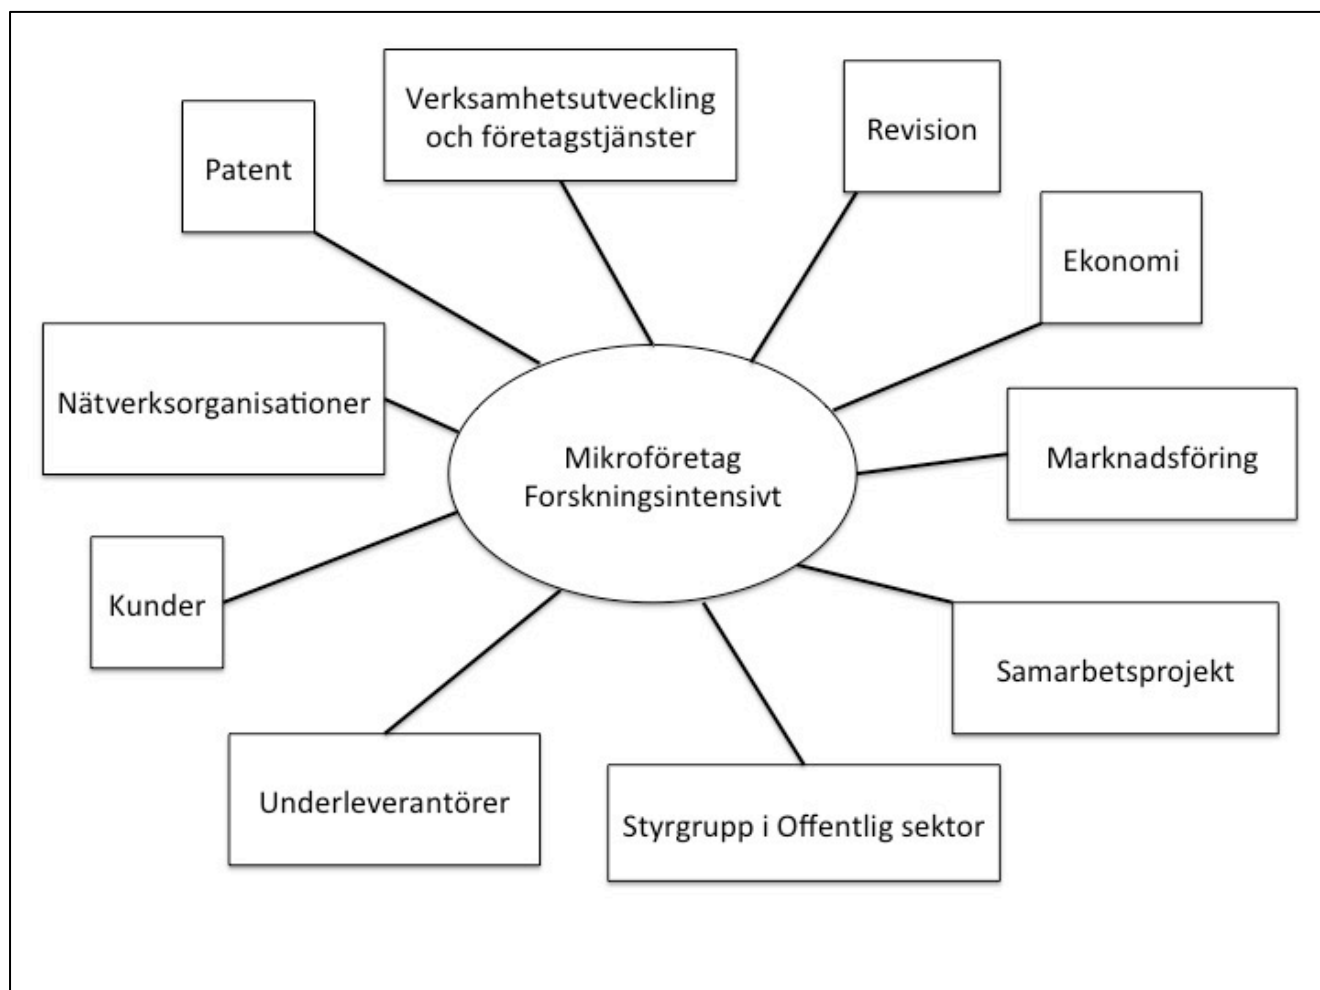 Verksamhetsutveckling
och företagstjänster
Revision
Patent
Ekonomi
Nätverksorganisationer
Mikroföretag
Forskningsintensivt
Marknadsföring
Kunder
Samarbetsprojekt
Underleverantörer
Styrgrupp i Offentlig sektor